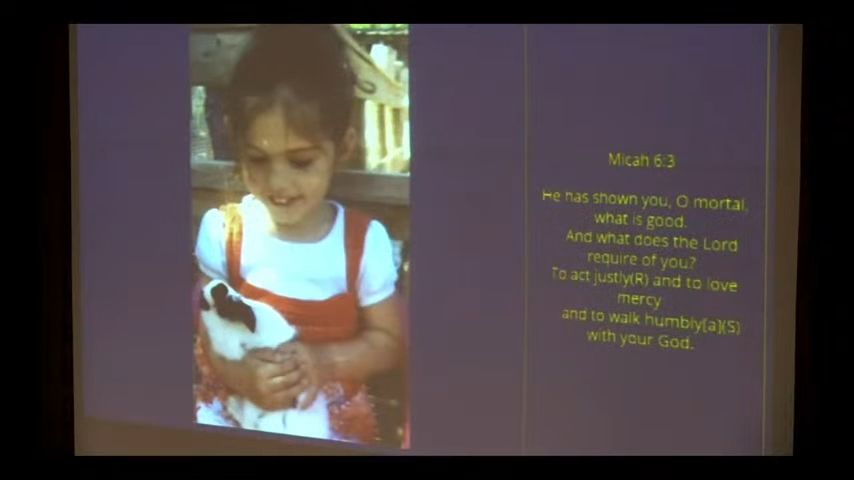 Micah 6:3
He has shown you, O mortal,
what is good.
And what does the Lord
require of you?
To act justly(R) and to love
mercy
and to walk humbly[a](S)
with your God.